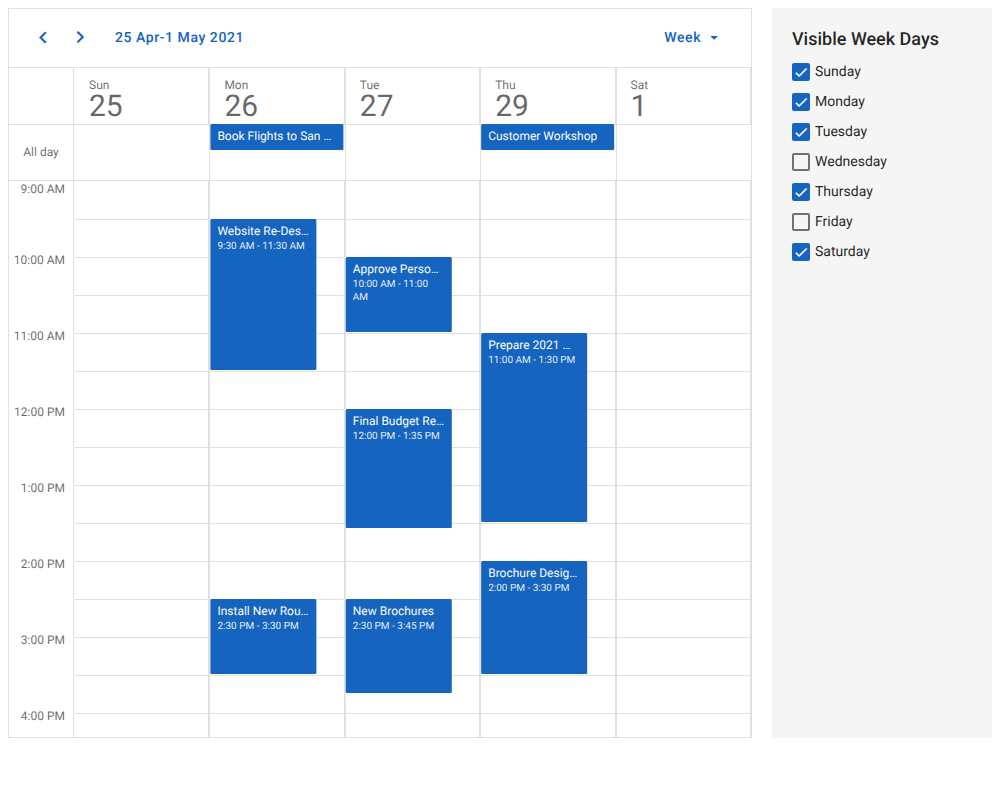 25 Apr-1 May 2021
Week
Sun
25
Mon
26
Tue
27
Thu
29
Sat
1
All day
Book Flights to San ...
Customer Workshop
9:00 AM
10:00 AM
11:00 AM
12:00 PM
1:00 PM
2:00 PM
3:00 PM
4:00 PM
Website Re-Des...
9:30 AM - 11:30 AM
Install New Rou...
2:30 PM - 3:30 PM
Approve Perso...
10:00 AM - 11:00
AM
Final Budget Re...
12:00 PM - 1:35 PM
New Brochures
2:30 PM - 3:45 PM
Prepare 2021 ...
11:00 AM - 1:30 PM
Brochure Desig...
2:00 PM - 3:30 PM
Visible Week Days
Sunday
Monday
Tuesday
Wednesday
Thursday
Friday
Saturday